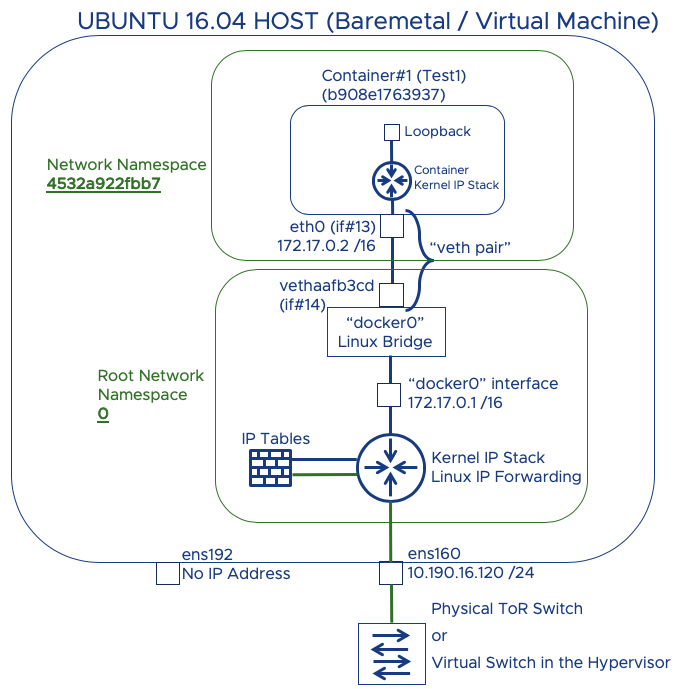 UBUNTU 16.04 HOST (Baremetal / Virtual Machine)
Container#1 (Test1)
(b908e1763937)
Loopback
Container
Kernel IP Stack
Network Namespace
4532a922fbb7
eth0 (if#13)
172.17.0.2 /16
“veth pair”
vethaafb3cd
(if#14)
“docker0”
Linux Bridge
Root Network
Namespace
0
“docker0” interface
172.17.0.1 /16
IP Tables
Kernel IP Stack
Linux IP Forwarding
ens192
No IP Address
ens160
10.190.16.120 /24
Physical ToR Switch
or
Virtual Switch in the Hypervisor